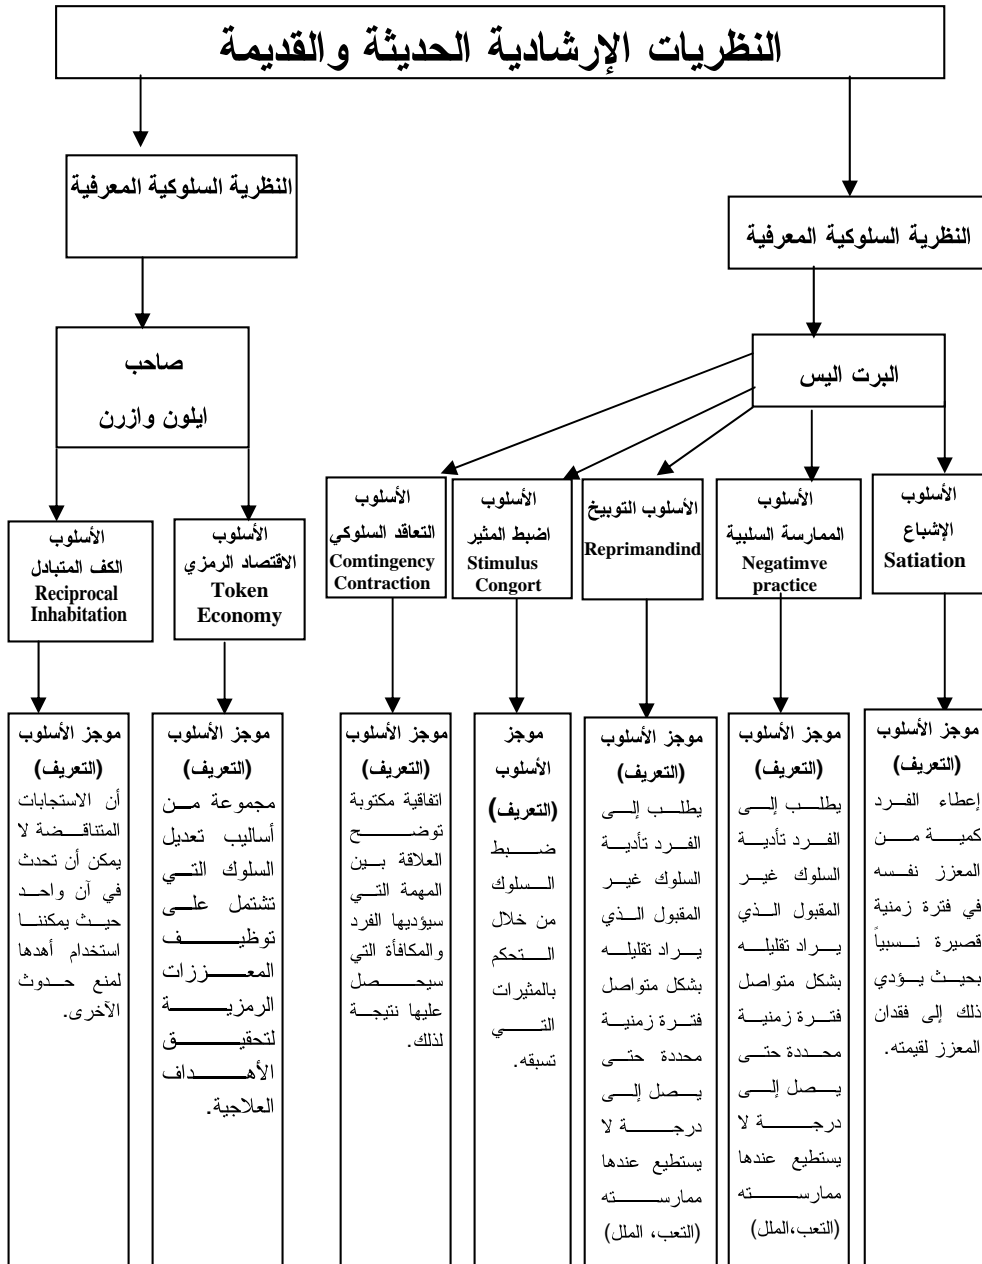 النظريات الإرشادية الحديثة والقديمة
النظرية السلوكية المعرفية
البرت اليس
الأسلوب
الإشباع
Satiation
موجز الأسلوب
(التعريف)
إعطاء الفرد
كمية من
المعزز نفسه
في فترة زمنية
قصيرة نسبياً
بحيث يؤدي
ذلك إلى فقدان
المعزز لقيمته.
الأسلوب
الممارسة السلبية
Negatimve
practice
موجز الأسلوب
(التعريف)
يطلب إلى
الفرد تأدية
السلوك غير
المقبول الذي
يراد تقليله
بشكل متواصل
فترة زمنية
محددة حتى
يصل إلى
درجة لا
يستطيع عندها
ممارسته
(التعب،الملل)
الأسلوب التوبيخ
Reprimandind
موجز الأسلوب
(التعريف)
يطلب إلى
الفرد تأدية
السلوك غير
المقبول الذي
يراد تقليله
بشكل متواصل
فترة زمنية
محددة حتى
يصل إلى
درجة لا
يستطيع عندها
ممارسته
(التعب، الملل)
الأسلوب
اضبط المثير
Stimulus
Congort
موجز
الأسلوب
(التعريف)
ضبط
السلوك
من خلال
التحكم
بالمثيرات
التي
تسبقه.
الأسلوب
التعاقد السلوكي
Comtingency
Contraction
موجز الأسلوب
(التعريف)
اتفاقية مكتوبة
توضح
العلاقة بين
المهمة التي
سيؤديها الفرد
والمكافأة التي
سيحصل
عليها نتيجة
لذلك.
النظرية السلوكية المعرفية
صاحب
ايلون وازرن
الأسلوب
الاقتصاد الرمزي
Token
Economy
موجز الأسلوب
(التعريف)
مجموعة من
أساليب تعديل
السلوك التي
تشتمل على
توظيف
المعززات
الرمزية
لتحقيق
الأهداف
العلاجية.
الأسلوب
الكف المتبادل
Reciprocal
Inhabitation
موجز الأسلوب
(التعريف)
أن الاستجابات
المتناقضة لا
يمكن أن تحدث
في آن واحد
حيث يمكننا
استخدام أهدها
لمنع حدوث
الآخرى.